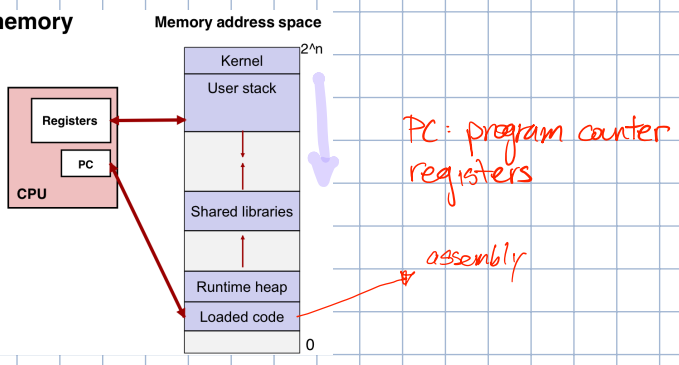 emory
Memory address space
2^n
Kernel
User stack
Registers
PC
CPU
Shared libraries
Runtime heap
Loaded code
0
PC: program counter
registers
assembly